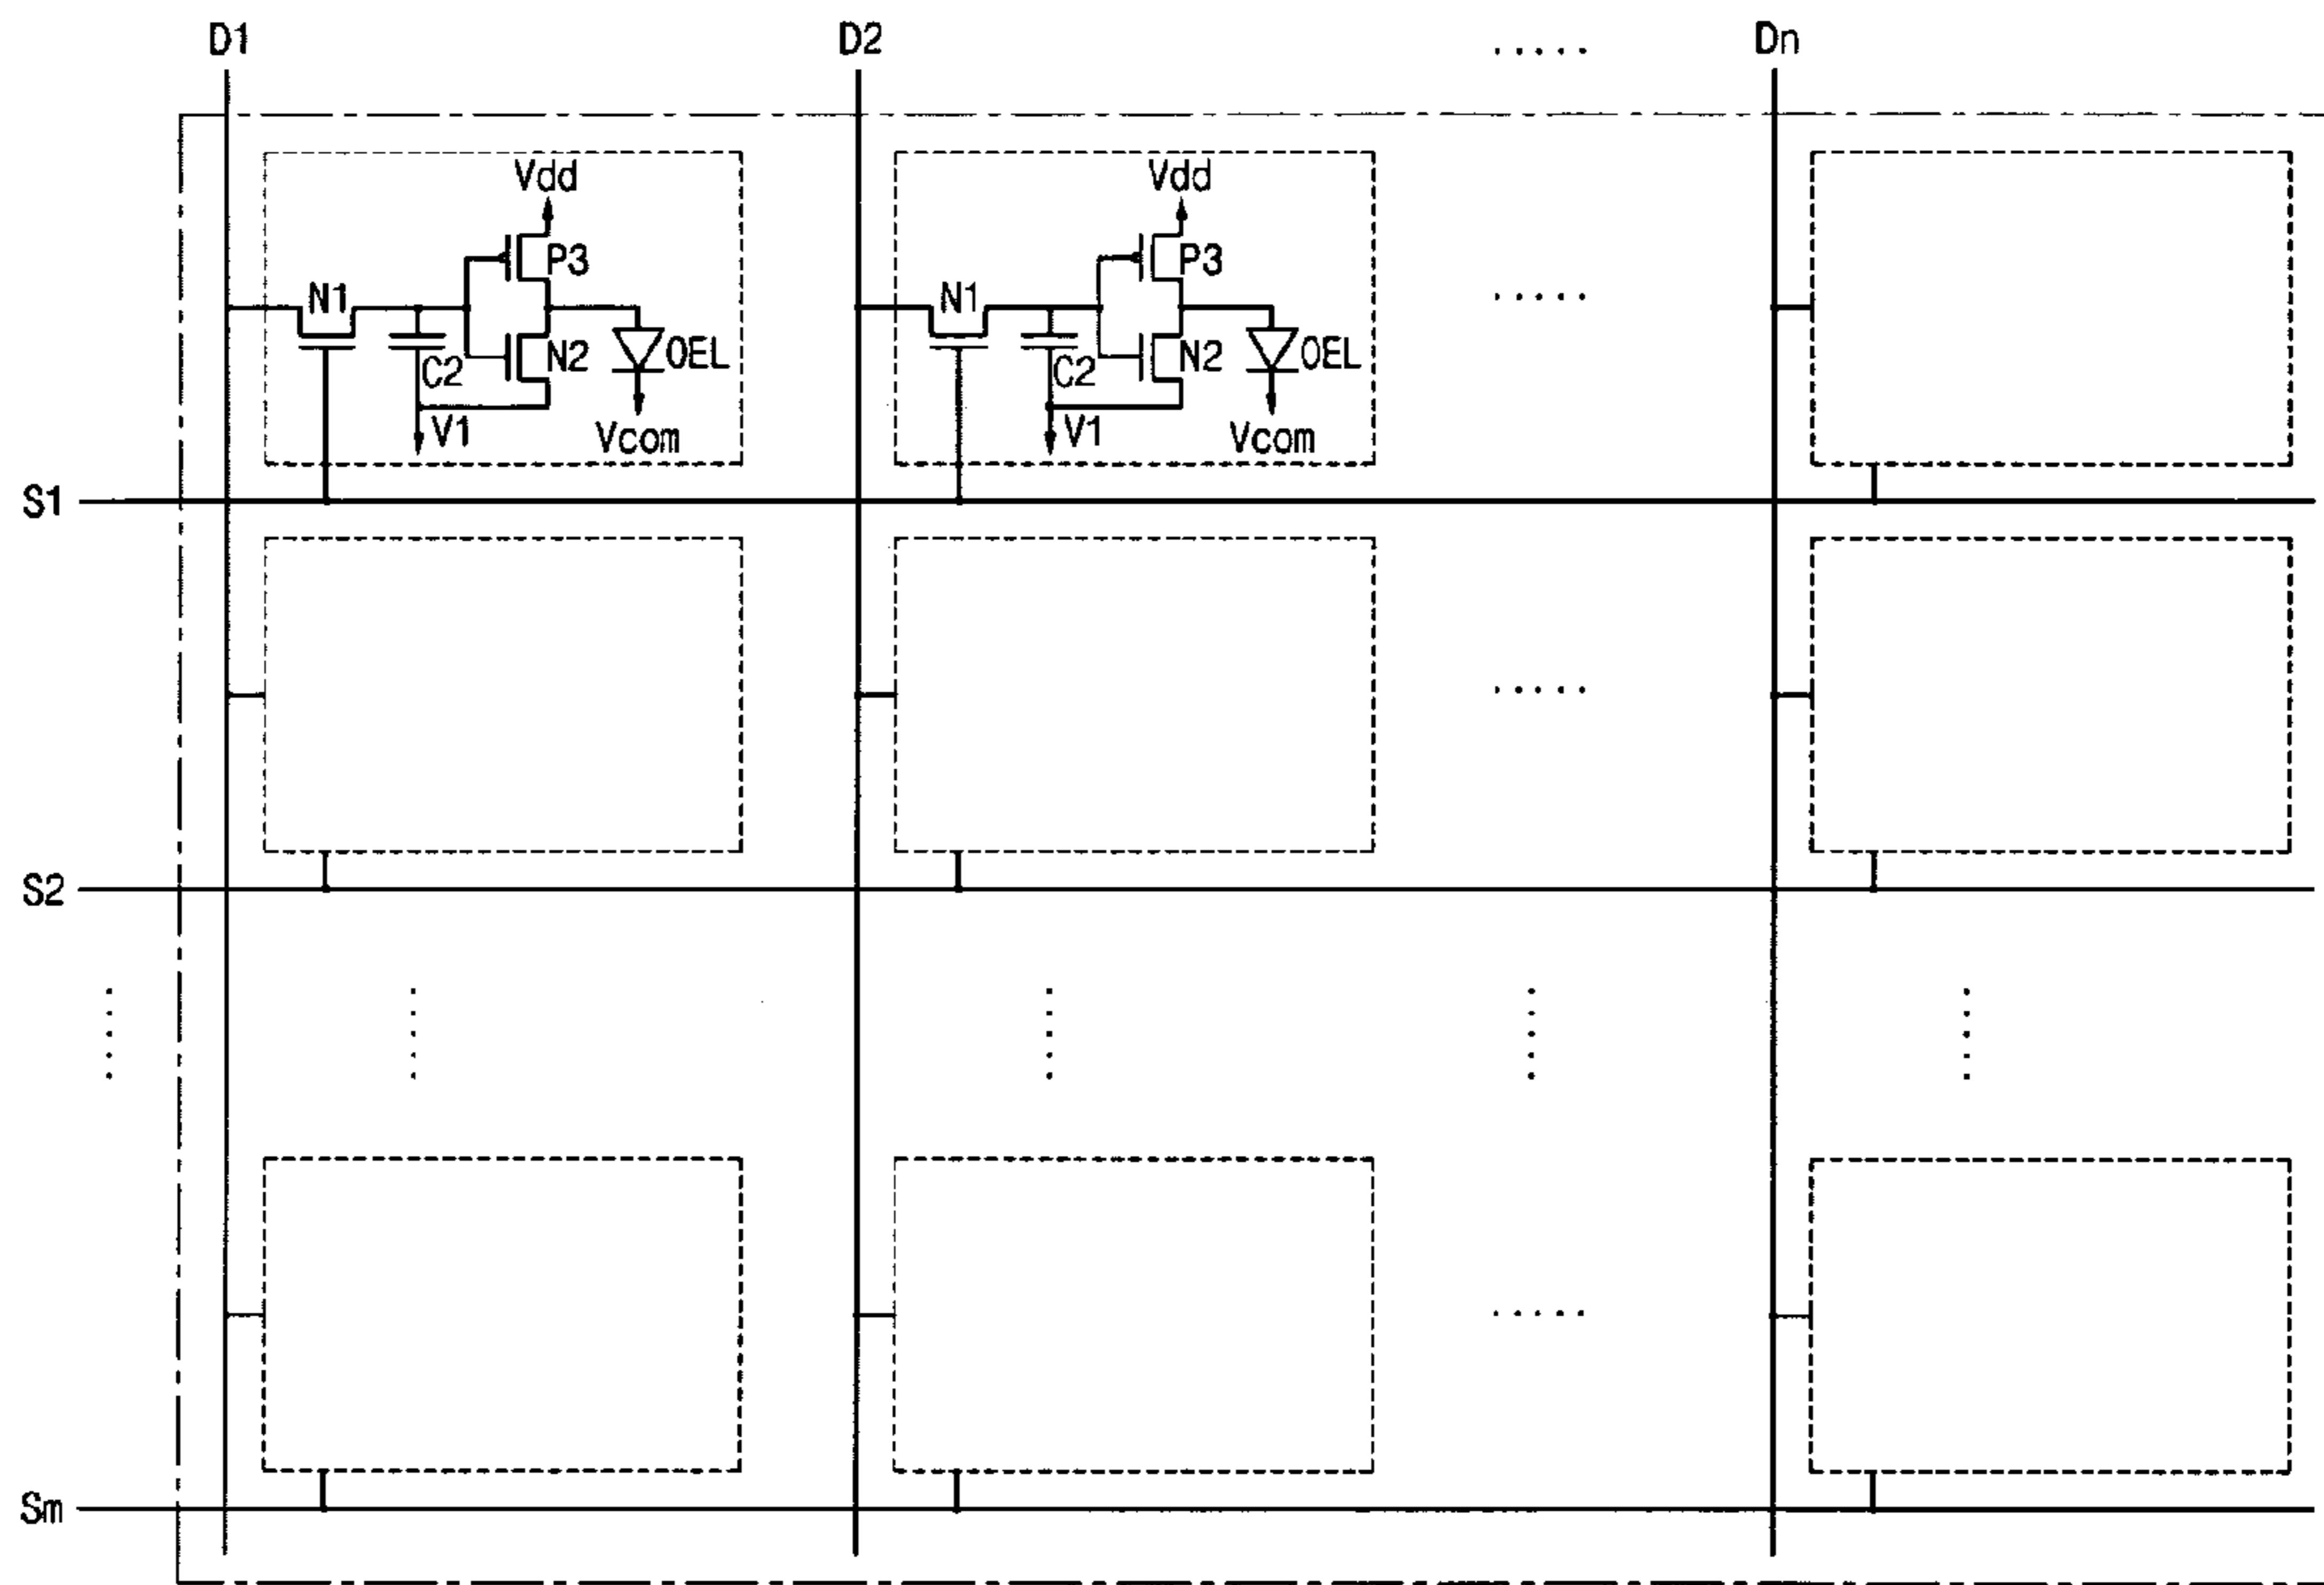 D1 D2 ..... Dn
Vdd Vdd
P3 P3
N1 N1 .....
N2 OEL N2 OEL
C2 C2
V1 Vcom V1 Vcom
S1
.....
S2
.....
Sm